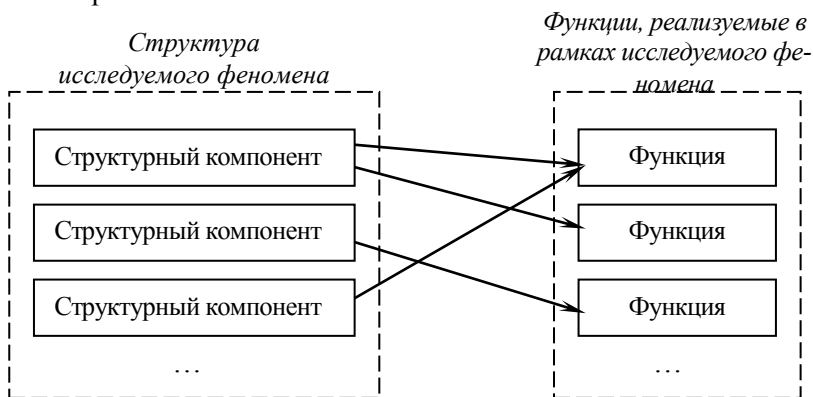 Структура
исследуемого феномена
Структурный компонент
Структурный компонент
Структурный компонент
…
Функции, реализуемые в
рамках исследуемого фе-
номена
Функция
Функция
Функция
…